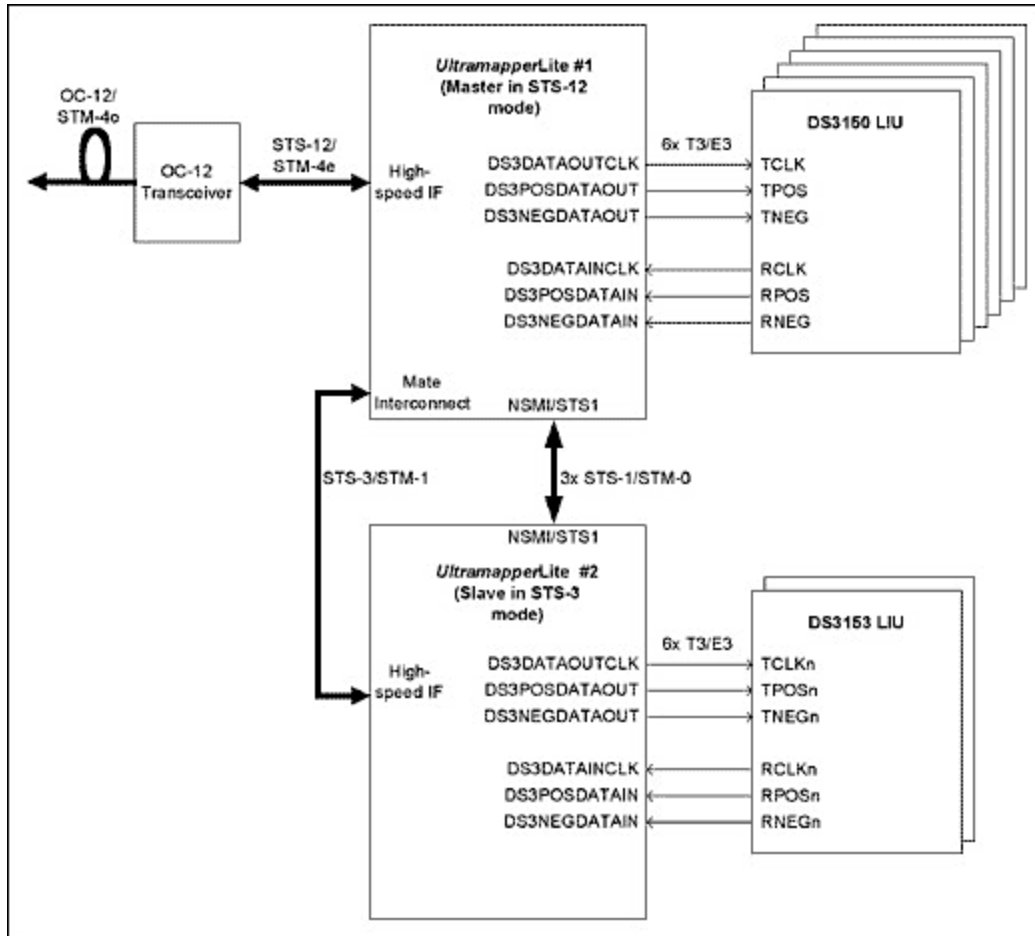 UltramapperLite #1
(Master in STS-12
mode)
OC-12/
STM-4o
OC-12
Transceiver
STS-12/
STM-4e
High-
speed IF
DS3DATAOUTCLK
DS3POSDATAOUT
DS3NEGDATAOUT
DS3DATAINCLK
DS3POSDATAIN
DS3NEGDATAIN
6x T3/E3
DS3150 LIU
TCLK
TPOS
TNEG
RCLK
RPOS
RNEG
Mate
Interconnect
NSMI/STS1
STS-3/STM-1
3x STS-1/STM-0
NSMI/STS1
UltramapperLite #2
(Slave in STS-3
mode)
High-
speed IF
DS3DATAOUTCLK
DS3POSDATAOUT
DS3NEGDATAOUT
DS3DATAINCLK
DS3POSDATAIN
DS3NEGDATAIN
6x T3/E3
DS3153 LIU
TCLKn
TPOSn
TNEGn
RCLKn
RPOSn
RNEGn